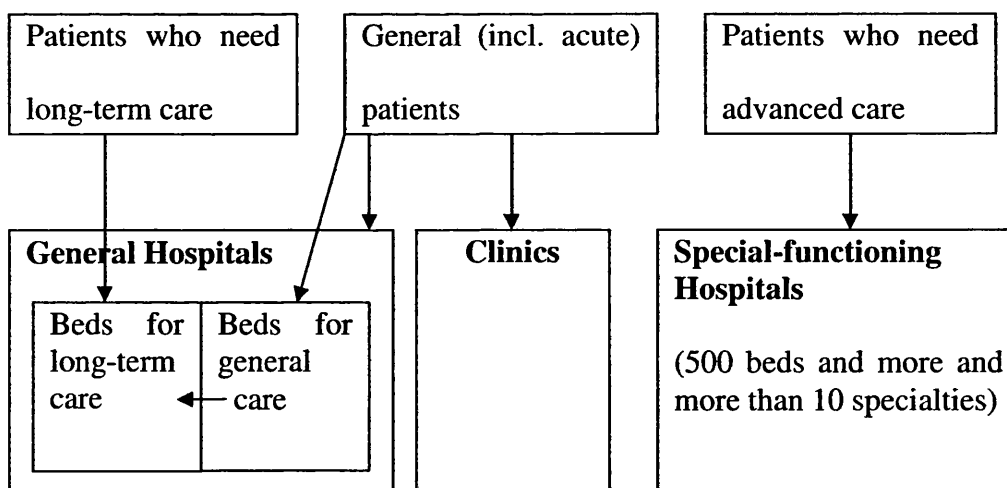 Patients who need
long-term care
General (incl. acute)
patients
Patients who need
advanced care
General Hospitals
Beds for
long-term
care
Beds for
general
care
Clinics
Special-functioning
Hospitals
(500 beds and more and
more than 10 specialties)